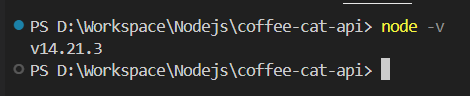 PS D:\Workspace\Nodejs\coffee-cat-api> node -v
v14.21.3
PS D:\Workspace\Nodejs\coffee-cat-api>